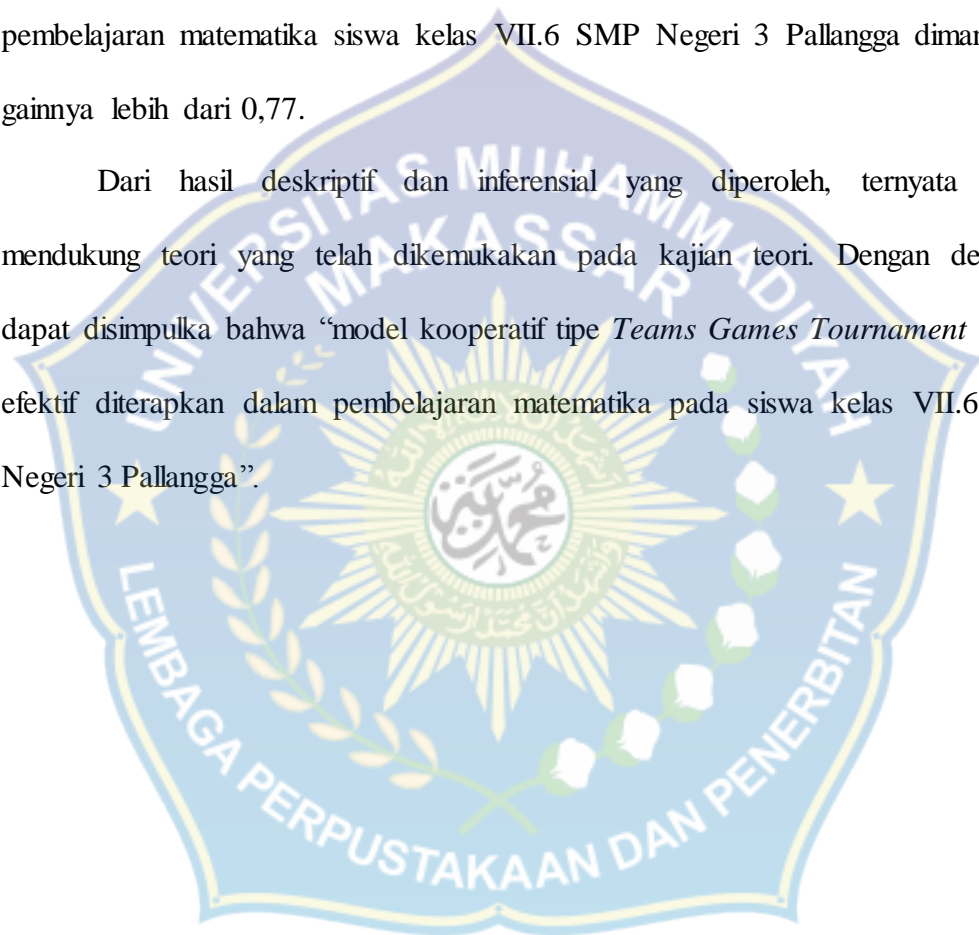 pembelajaran matematika siswa kelas VII.6 SMP Negeri 3 Pallangga diman
gainnya lebih dari 0,77.
Dari hasil deskriptif dan inferensial yang diperoleh, ternyata
mendukung teori yang telah dikemukakan pada kajian teori. Dengan de
dapat disimpulka bahwa “model kooperatif tipe Teams Games Tournament
efektif diterapkan dalam pembelajaran matematika pada siswa kelas VII.6
Negeri 3 Pallangga”.
UNIVERSITAS MUHAMMADIYAH
MAKASSAR
LEMBAGA PERPUSTAKAAN DAN PENERBITAN